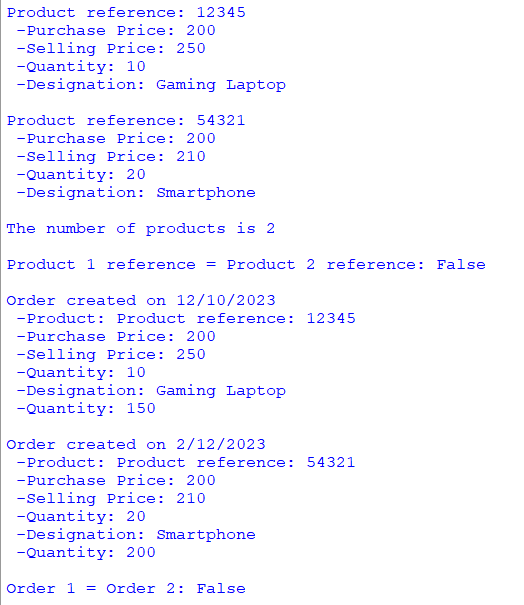 Product reference: 12345
-Purchase Price: 200
-Selling Price: 250
-Quantity: 10
-Designation: Gaming Laptop
Product reference: 54321
-Purchase Price: 200
-Selling Price: 210
-Quantity: 20
-Designation: Smartphone
The number of products is 2
Product 1 reference = Product 2 reference: False
Order created on 12/10/2023
-Product: Product reference: 12345
-Purchase Price: 200
-Selling Price: 250
-Quantity: 10
-Designation: Gaming Laptop
-Quantity: 150
Order created on 2/12/2023
-Product: Product reference: 54321
-Purchase Price: 200
-Selling Price: 210
-Quantity: 20
-Designation: Smartphone
-Quantity: 200
Order 1 = Order 2: False